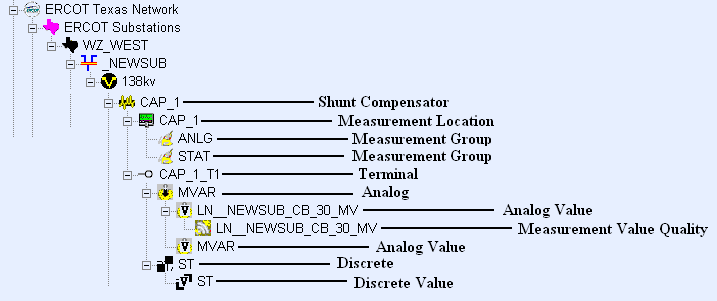 ERCOT Texas Network
ERCOT Substations
WZ_WEST
_NEWSUB
138kv
CAP_1 Shunt Compensator
CAP_1 Measurement Location
ANLG Measurement Group
STAT Measurement Group
CAP_1_T1 Terminal
MVAR Analog
LN__NEWSUB_CB_30_MV Analog Value
LN__NEWSUB_CB_30_MV Measurement Value Quality
MVAR Analog Value
ST Discrete
ST Discrete Value